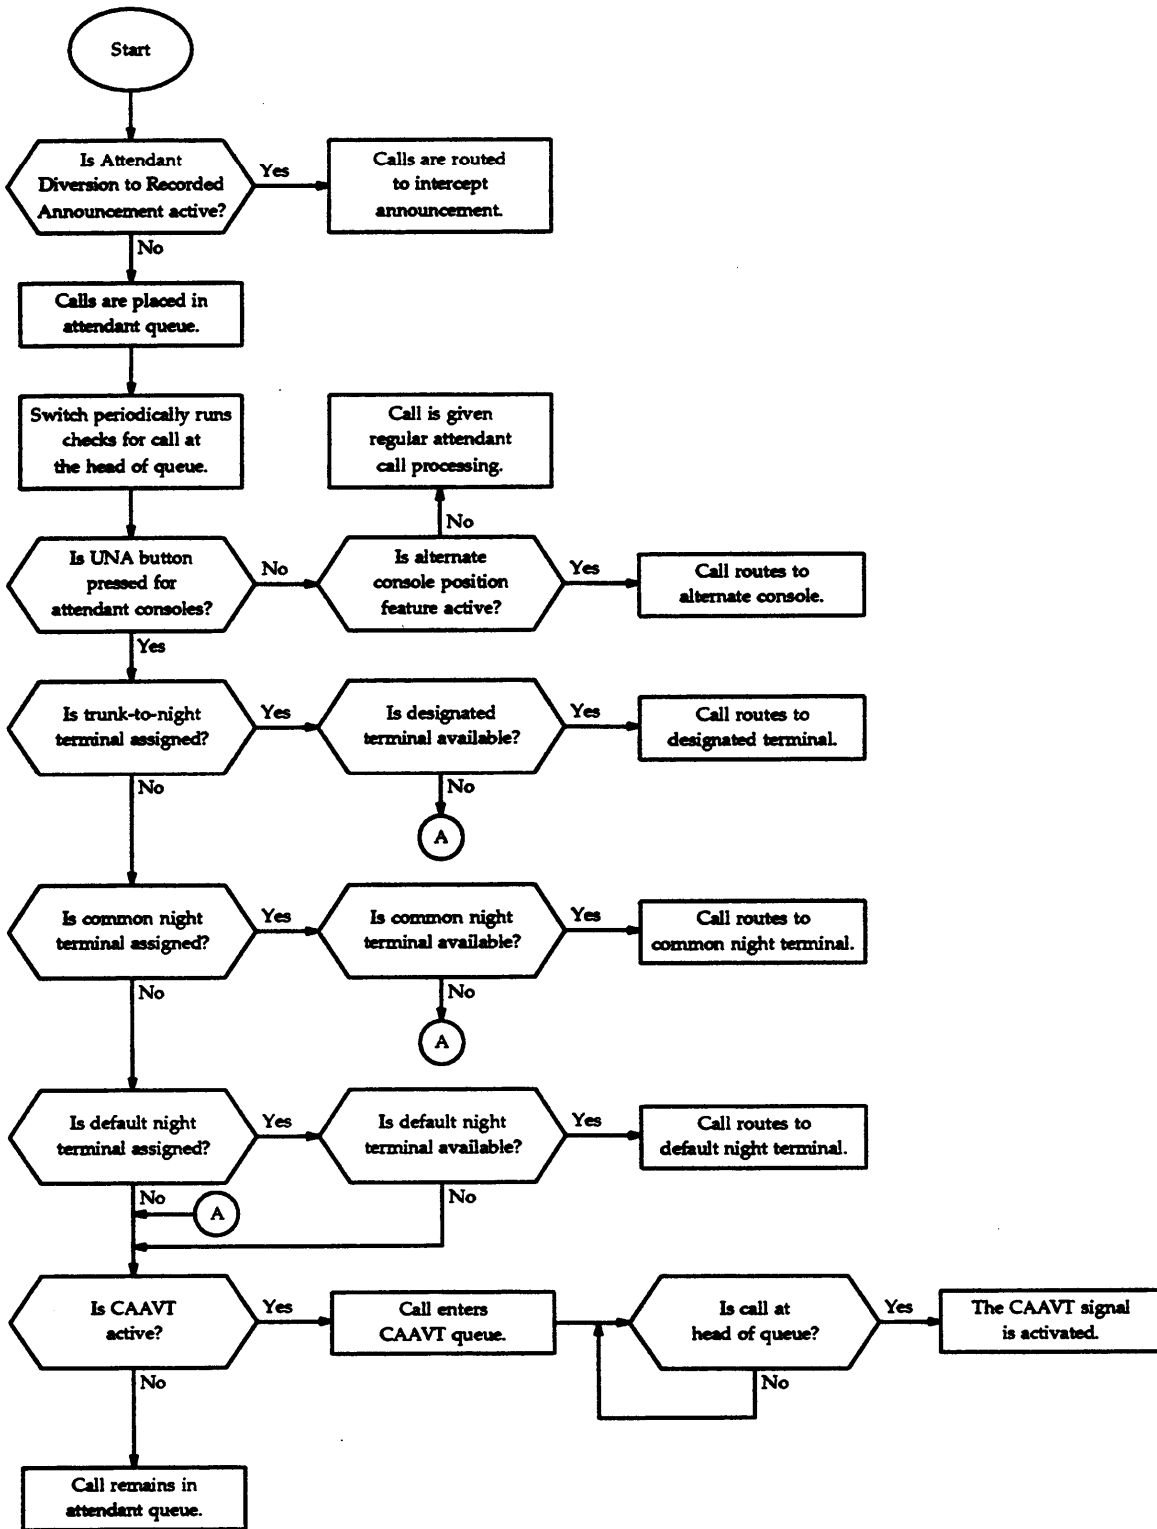 Start
Is Attendant
Diversion to Recorded
Announcement active?
Yes
Calls are routed
to intercept
announcement.
No
Calls are placed in
attendant queue.
Switch periodically runs
checks for call at
the head of queue.
Call is given
regular attendant
call processing.
No
Is UNA button
pressed for
attendant consoles?
No
Is alternate
console position
feature active?
Yes
Call routes to
alternate console.
Yes
Is trunk-to-night
terminal assigned?
Yes
Is designated
terminal available?
Yes
Call routes to
designated terminal.
No
No
A
Is common night
terminal assigned?
Yes
Is common night
terminal available?
Yes
Call routes to
common night terminal.
No
No
A
Is default night
terminal assigned?
Yes
Is default night
terminal available?
Yes
Call routes to
default night terminal.
No
A
No
Is CAAVT
active?
Yes
Call enters
CAAVT queue.
Is call at
head of queue?
Yes
The CAAVT signal
is activated.
No
No
Call remains in
attendant queue.